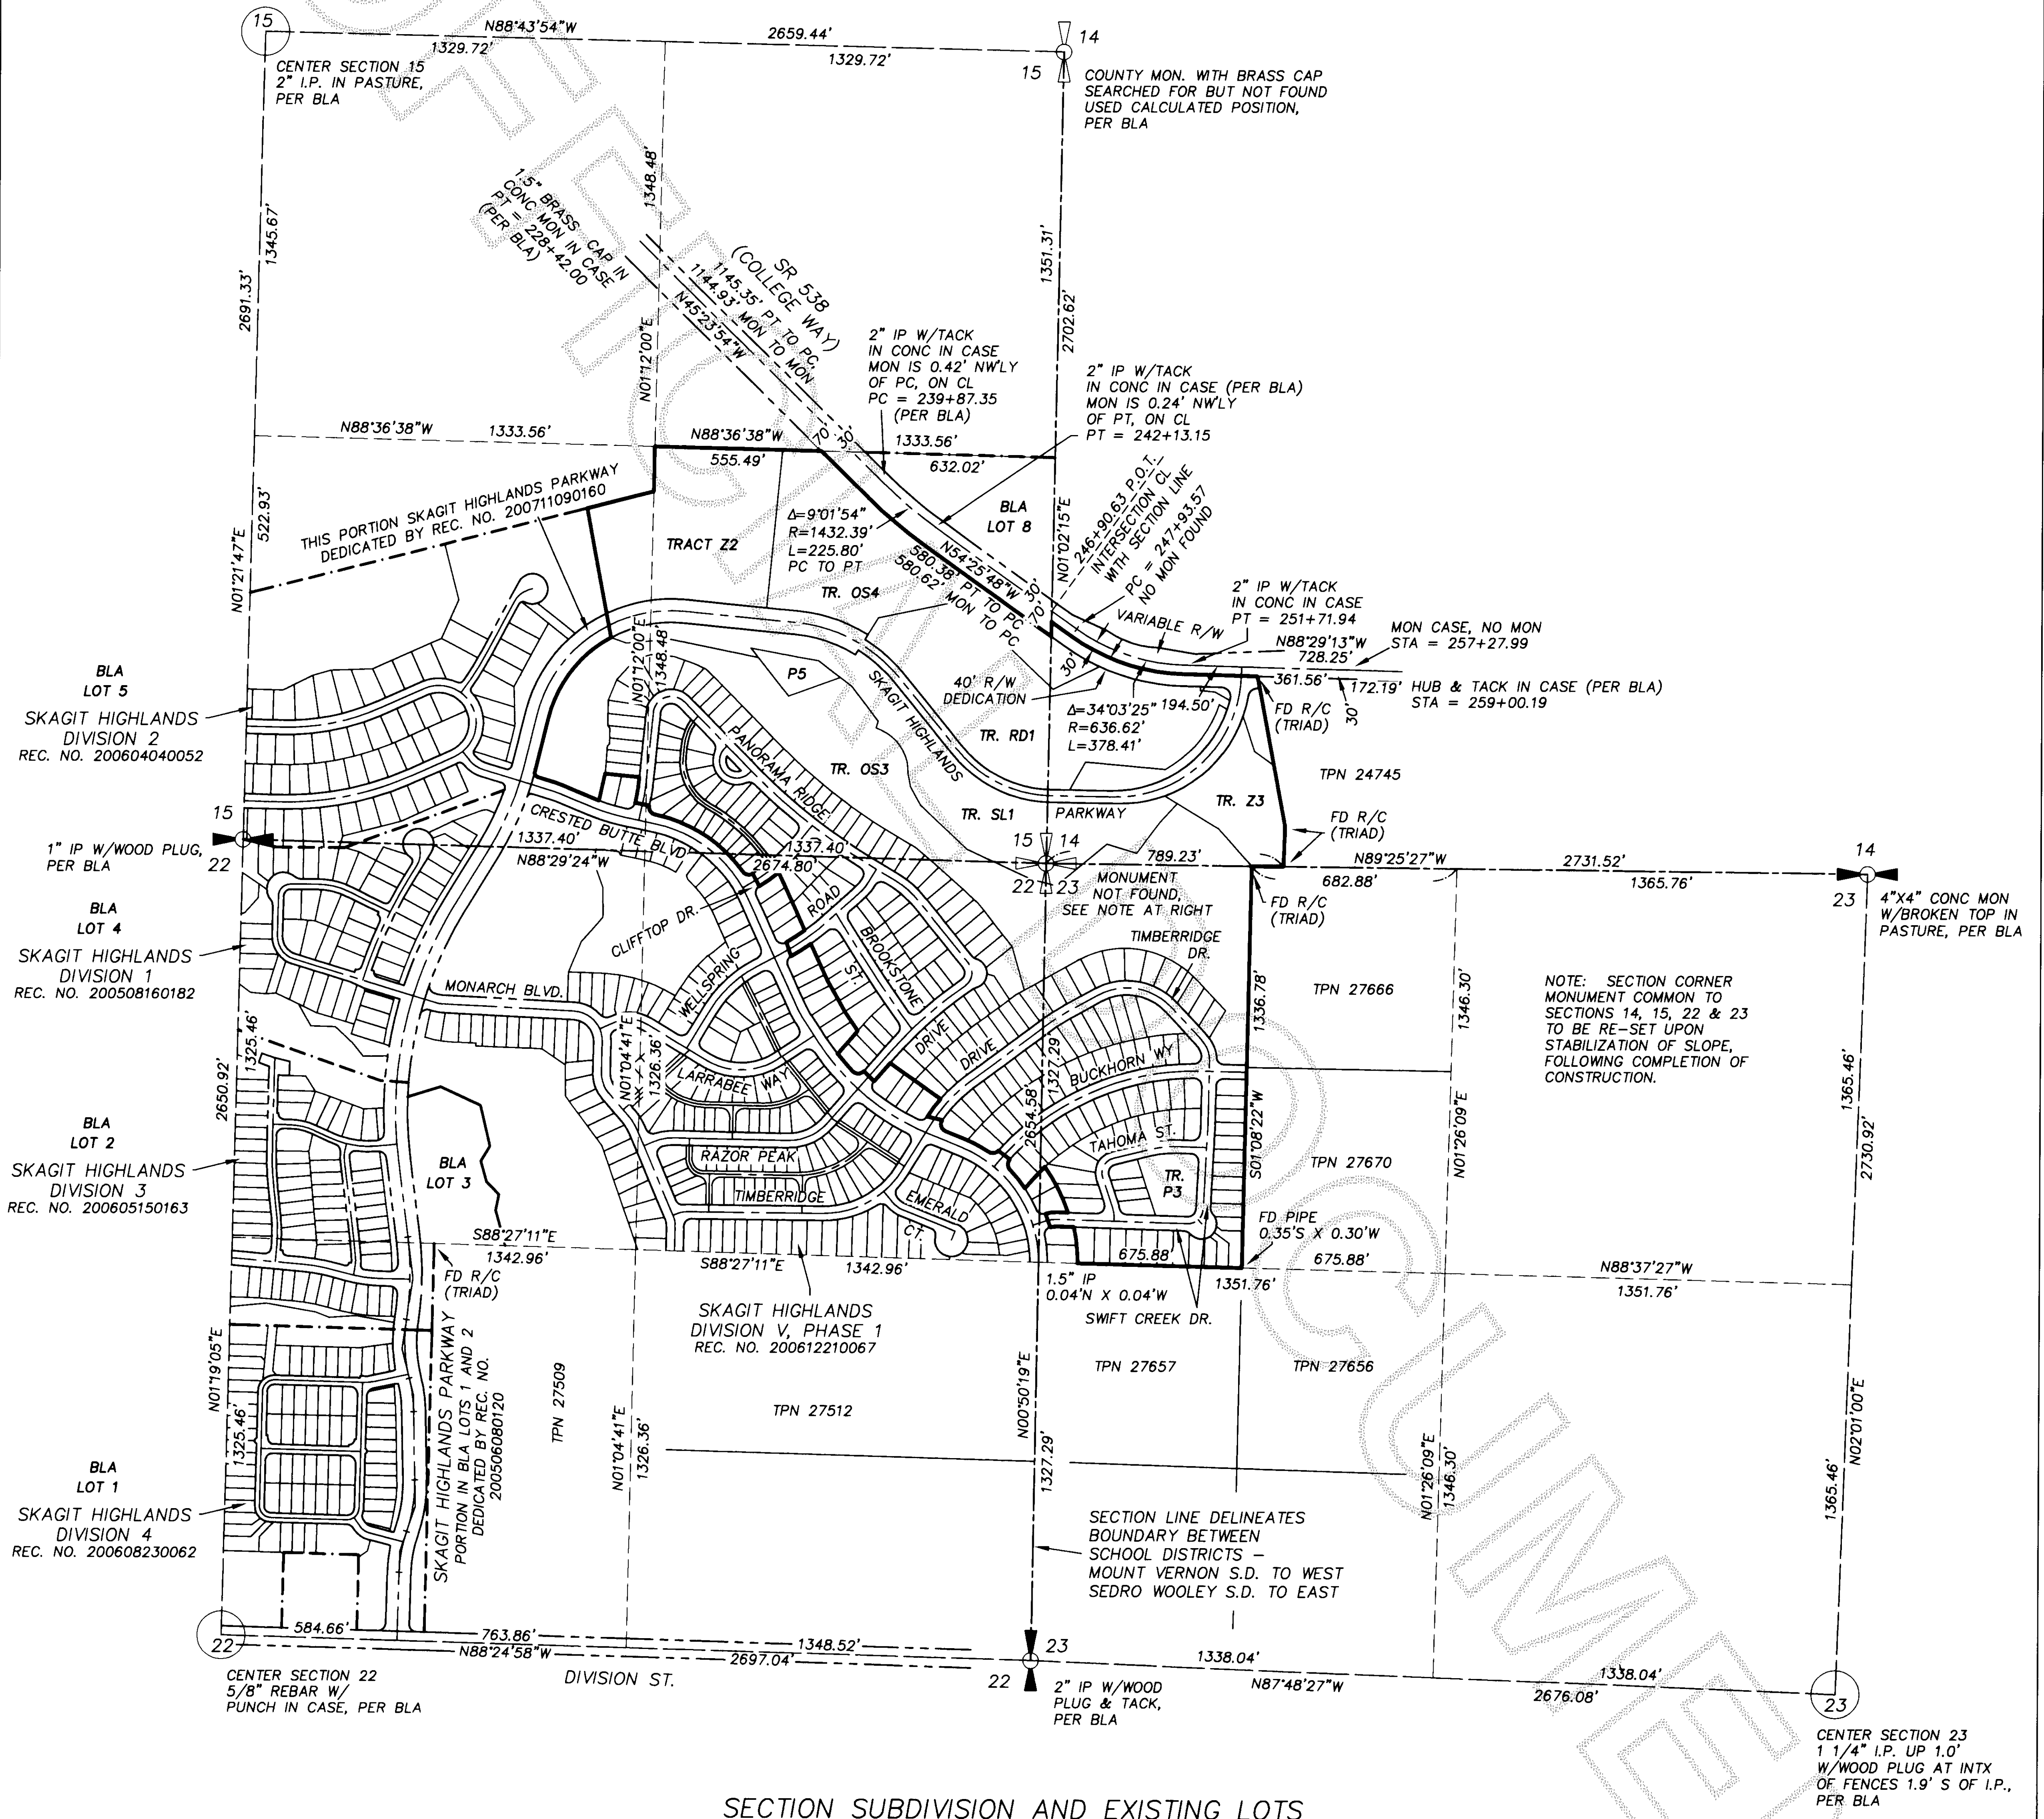 15
N88°43'54"W
2659.44'
14
1329.72'
1329.72'
15
CENTER SECTION 15
2" I.P. IN PASTURE,
PER BLA
COUNTY MON. WITH BRASS CAP
SEARCHED FOR BUT NOT FOUND
USED CALCULATED POSITION,
PER BLA
1345.67'
2691.33'
1348.48'
N01°12'00"E
1351.31'
2702.62'
1.5" BRASS CAP IN
CONC MON IN CASE
PT = 228+42.00
(PER BLA)
SR 538
(COLLEGE WAY)
1145.35' PT TO PC,
1144.93' MON TO MON
N45°23'54"W
2" IP W/TACK
IN CONC IN CASE
MON IS 0.42' NW'LY
OF PC, ON CL
PC = 239+87.35
(PER BLA)
2" IP W/TACK
IN CONC IN CASE (PER BLA)
MON IS 0.24' NW'LY
OF PT, ON CL
PT = 242+13.15
N88°36'38"W
1333.56'
N88°36'38"W
70'
30'
1333.56'
555.49'
632.02'
522.93'
N01°21'47"E
THIS PORTION SKAGIT HIGHLANDS PARKWAY
DEDICATED BY REC. NO. 200711090160
TRACT Z2
Δ=9°01'54"
R=1432.39'
L=225.80'
PC TO PT
BLA
LOT 8
N01°02'15"E
246+90.63 P.O.T.
INTERSECTION CL
WITH SECTION LINE
PC = 247+93.57
NO MON FOUND
N54°25'48"W
580.38' PT TO PC
580.62' MON TO PC
30'
70'
TR. OS4
VARIABLE R/W
2" IP W/TACK
IN CONC IN CASE
PT = 251+71.94
MON CASE, NO MON
STA = 257+27.99
N88°29'13"W
728.25'
361.56'
172.19'
HUB & TACK IN CASE (PER BLA)
STA = 259+00.19
30'
30'
FD R/C
(TRIAD)
40' R/W
DEDICATION
Δ=34°03'25"
R=636.62'
L=378.41'
194.50'
N01°12'00"E
1348.48'
P5
SKAGIT HIGHLANDS
PARKWAY
TR. RD1
TR. OS3
TR. SL1
TPN 24745
TR. Z3
FD R/C
(TRIAD)
BLA
LOT 5
SKAGIT HIGHLANDS
DIVISION 2
REC. NO. 200604040052
PANORAMA RIDGE
ROAD
15
22
1" IP W/WOOD PLUG,
PER BLA
CRESTED BUTTE BLVD
1337.40'
N88°29'24"W
1337.40'
2674.80'
15
14
22
23
789.23'
MONUMENT
NOT FOUND,
SEE NOTE AT RIGHT
N89°25'27"W
682.88'
2731.52'
1365.76'
14
23
4"X4" CONC MON
W/BROKEN TOP IN
PASTURE, PER BLA
FD R/C
(TRIAD)
BLA
LOT 4
SKAGIT HIGHLANDS
DIVISION 1
REC. NO. 200508160182
CLIFFTOP DR.
BROOKSTONE
ST.
DRIVE
WELLSPRING
MONARCH BLVD.
TIMBERRIDGE
DR.
DRIVE
1336.78'
TPN 27666
1346.30'
NOTE: SECTION CORNER
MONUMENT COMMON TO
SECTIONS 14, 15, 22 & 23
TO BE RE-SET UPON
STABILIZATION OF SLOPE,
FOLLOWING COMPLETION OF
CONSTRUCTION.
1325.46'
2650.92'
N01°04'41"E
1326.36'
LARRABEE WAY
BUCKHORN WY
1327.29'
2654.58'
S01°08'22"W
N01°26'09"E
1365.46'
2730.92'
BLA
LOT 2
SKAGIT HIGHLANDS
DIVISION 3
REC. NO. 200605150163
BLA
LOT 3
RAZOR PEAK
TIMBERRIDGE
EMERALD
CT.
TAHOMA ST.
TR.
P3
TPN 27670
FD PIPE
0.35'S X 0.30'W
S88°27'11"E
1342.96'
FD R/C
(TRIAD)
S88°27'11"E
1342.96'
675.88'
1351.76'
675.88'
N88°37'27"W
1351.76'
1.5" IP
0.04'N X 0.04'W
SWIFT CREEK DR.
SKAGIT HIGHLANDS
DIVISION V, PHASE 1
REC. NO. 200612210067
SKAGIT HIGHLANDS PARKWAY
PORTION IN BLA LOTS 1 AND 2
DEDICATED BY REC. NO.
200506080120
TPN 27509
TPN 27512
TPN 27657
TPN 27656
N01°19'05"E
1325.46'
N01°04'41"E
1326.36'
N00°50'19"E
1327.29'
N01°26'09"E
1346.30'
N02°01'00"E
1365.46'
BLA
LOT 1
SKAGIT HIGHLANDS
DIVISION 4
REC. NO. 200608230062
SECTION LINE DELINEATES
BOUNDARY BETWEEN
SCHOOL DISTRICTS -
MOUNT VERNON S.D. TO WEST
SEDRO WOOLEY S.D. TO EAST
22
584.66'
763.86'
N88°24'58"W
1348.52'
2697.04'
DIVISION ST.
23
22
1338.04'
N87°48'27"W
1338.04'
2676.08'
23
CENTER SECTION 22
5/8" REBAR W/
PUNCH IN CASE, PER BLA
2" IP W/WOOD
PLUG & TACK,
PER BLA
CENTER SECTION 23
1 1/4" I.P. UP 1.0'
W/WOOD PLUG AT INTX
OF FENCES 1.9' S OF I.P.,
PER BLA
SECTION SUBDIVISION AND EXISTING LOTS